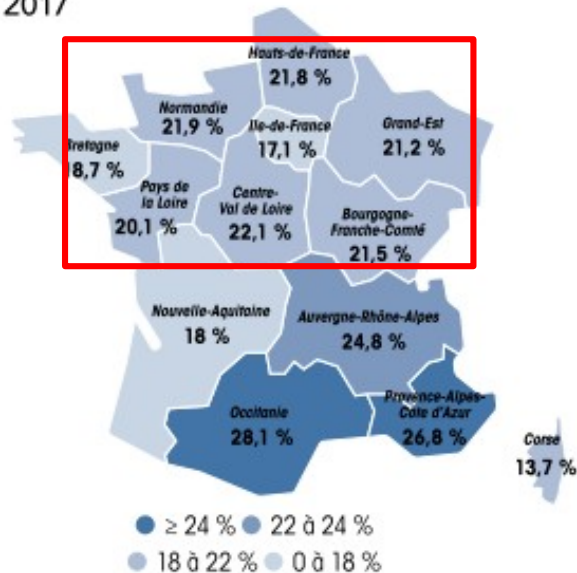 2017
Hauts-de-France
21,8 %
Normandie
21,9 %
Ile-de-France
17,1 %
Grand-Est
21,2 %
Bretagne
18,7 %
Pays de
la Loire
20,1 %
Centre-
Val de Loire
22,1 %
Bourgogne-
Franche-Comté
21,5 %
Nouvelle-Aquitaine
18 %
Auvergne-Rhône-Alpes
24,8 %
Occitanie
28,1 %
Provence-Alpes-
Cote d'Azur
26,8 %
Corse
13,7 %
≥ 24 % 22 à 24 %
18 à 22 % 0 à 18 %